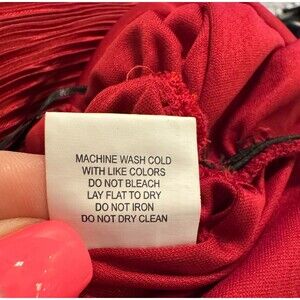 MACHINE WASH COLD
WITH LIKE COLORS
DO NOT BLEACH
LAY FLAT TO DRY
DO NOT IRON
DO NOT DRY CLEAN